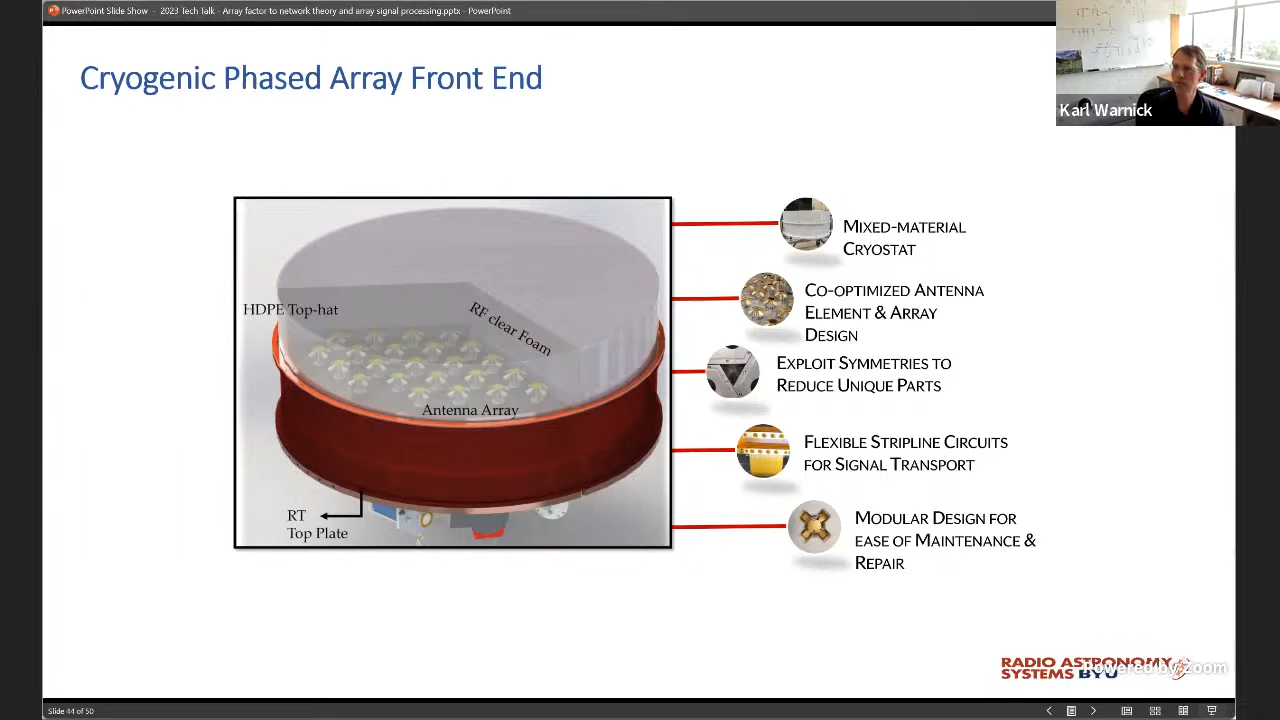 PowerPoint Slide Show - 2023 Tech Talk - Array factor to network theory and array signal processing.pptx - PowerPoint
Cryogenic Phased Array Front End
Karl Warnick
HDPE Top-hat
RF clear Foam
Antenna Array
RT
Top Plate
MIXED-MATERIAL
CRYOSTAT
CO-OPTIMIZED ANTENNA
ELEMENT & ARRAY
DESIGN
EXPLOIT SYMMETRIES TO
REDUCE UNIQUE PARTS
FLEXIBLE STRIPLINE CIRCUITS
FOR SIGNAL TRANSPORT
MODULAR DESIGN FOR
EASE OF MAINTENANCE &
REPAIR
RADIO ASTRONOMY
SYSTEMS BYU
Powered by Zoom
Slide 44 of 50